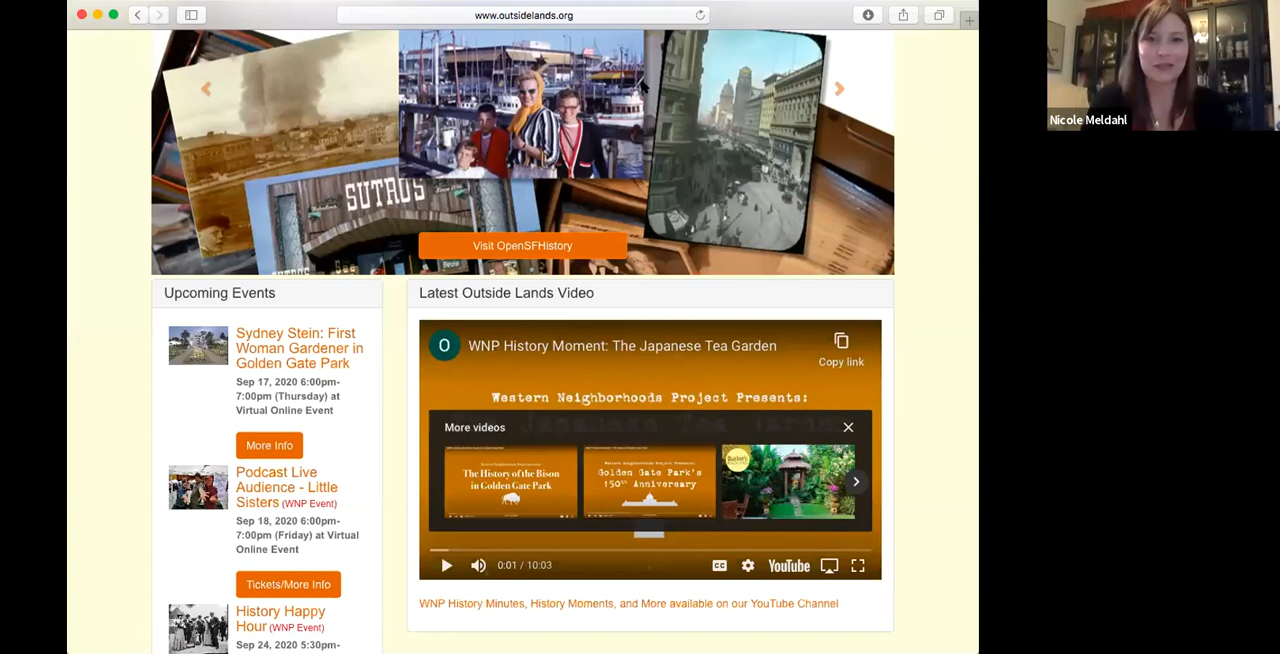 www.outsidelands.org
Nicole Meldahl
SUTRO'S
SUTRO'S
Visit OpenSFHistory
Upcoming Events
Sydney Stein: First
Woman Gardener in
Golden Gate Park
Sep 17, 2020 6:00pm-
7:00pm (Thursday) at
Virtual Online Event
More Info
Podcast Live
Audience - Little
Sisters (WNP Event)
Sep 18, 2020 6:00pm-
7:00pm (Friday) at Virtual
Online Event
Tickets/More Info
History Happy
Hour (WNP Event)
Sep 24, 2020 5:30pm-
Latest Outside Lands Video
O
WNP History Moment: The Japanese Tea Garden
Copy link
Western Neighborhoods Project Presents:
More videos
The History of the Bison
in Golden Gate Park
Golden Gate Park's
150th Anniversary
0:01 / 10:03
CC
YouTube
WNP History Minutes, History Moments, and More available on our YouTube Channel